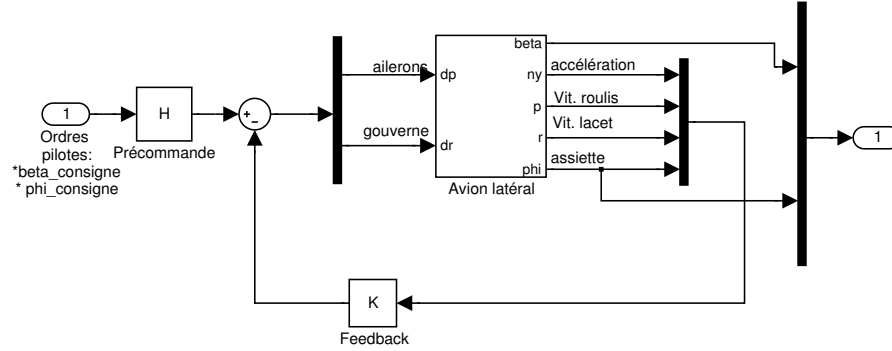 1
Ordres
pilotes:
*beta_consigne
* phi_consigne
H
Précommande
+
−
ailerons
gouverne
dp
dr
beta
ny
p
r
phi
Avion latéral
accélération
Vit. roulis
Vit. lacet
assiette
1
K
Feedback